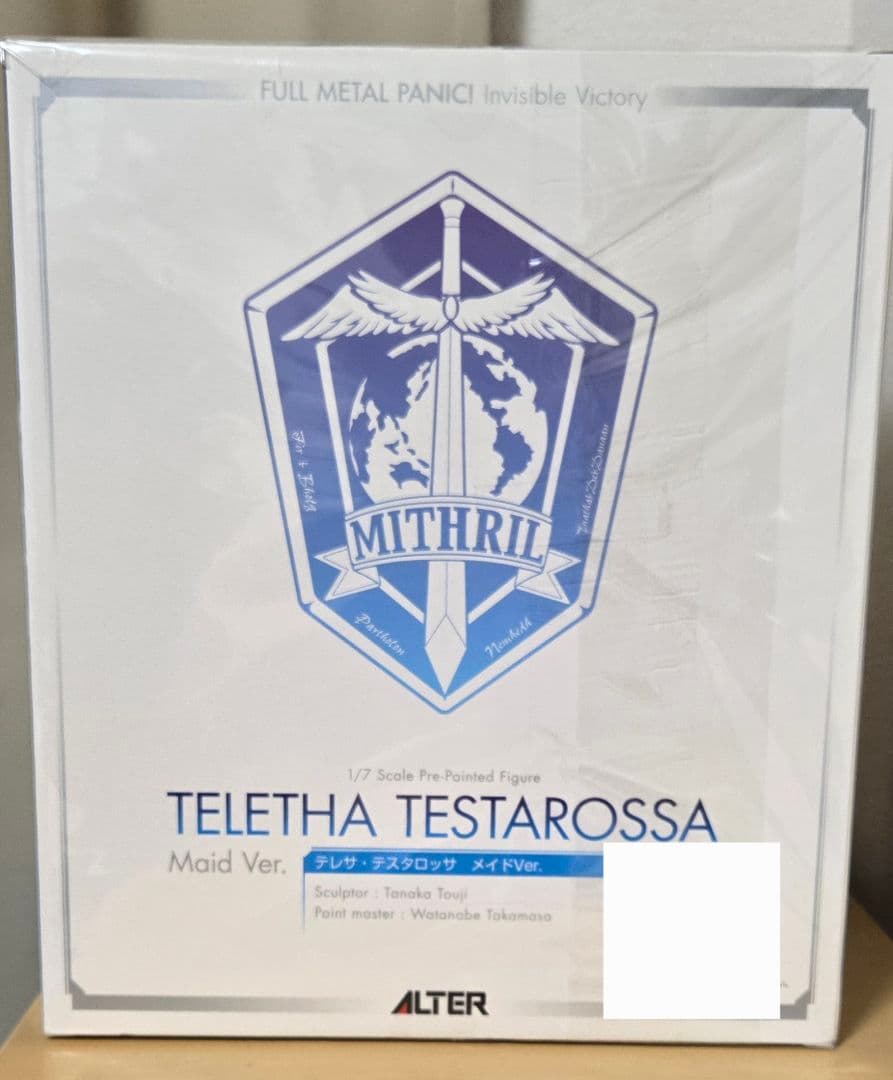 FULL METAL PANIC! Invisible Victory
MITHRIL
Partholon
Nemhedh
1/7 Scale Pre-Painted Figure
TELETHA TESTAROSSA
Maid Ver.
テレサ・テスタロッサ メイドVer.
Sculptor : Tanaka Touji
Paint master : Watanabe Takamasa
ALTER